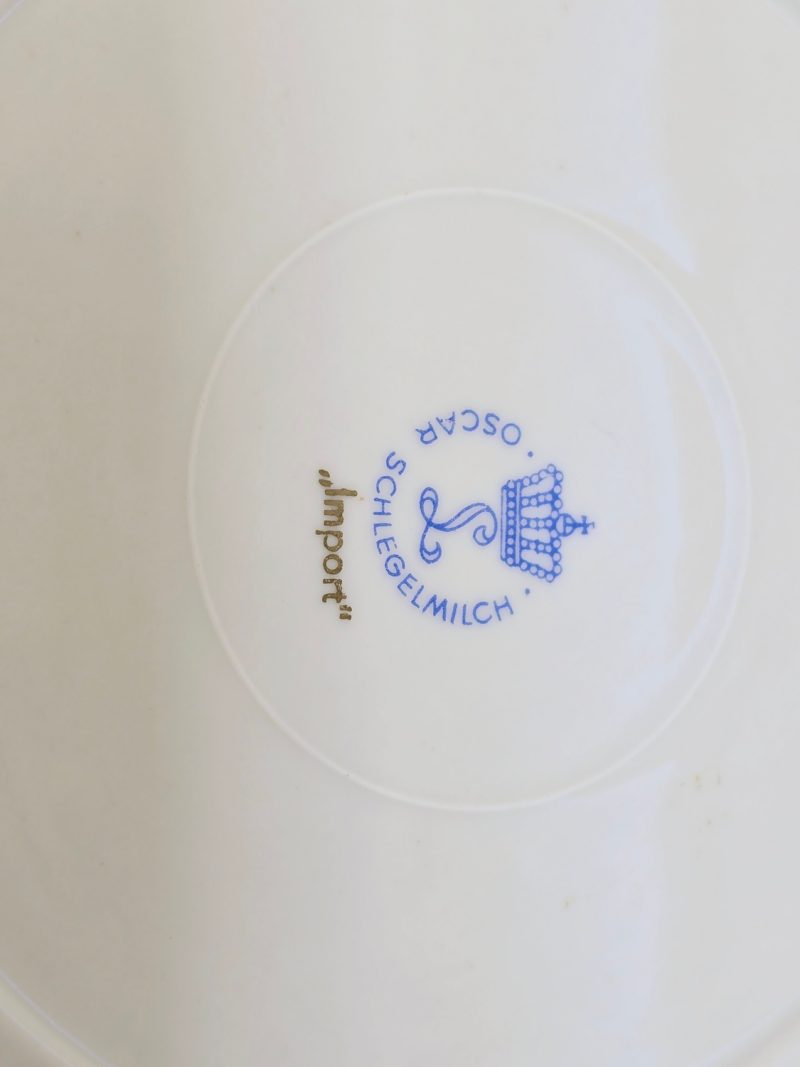 · OSCAR SCHLEGELMILCH ·
L
„Import“